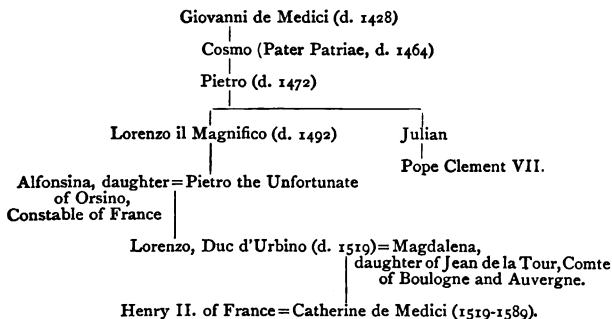 Giovanni de Medici (d. 1428)
Cosmo (Pater Patriae, d. 1464)
Pietro (d. 1472)
Lorenzo il Magnifico (d. 1492) Julian
Pope Clement VII.
Alfonsina, daughter = Pietro the Unfortunate
of Orsino,
Constable of France
Lorenzo, Duc d'Urbino (d. 1519) = Magdalena,
daughter of Jean de la Tour, Comte
of Boulogne and Auvergne.
Henry II. of France = Catherine de Medici (1519-1589).